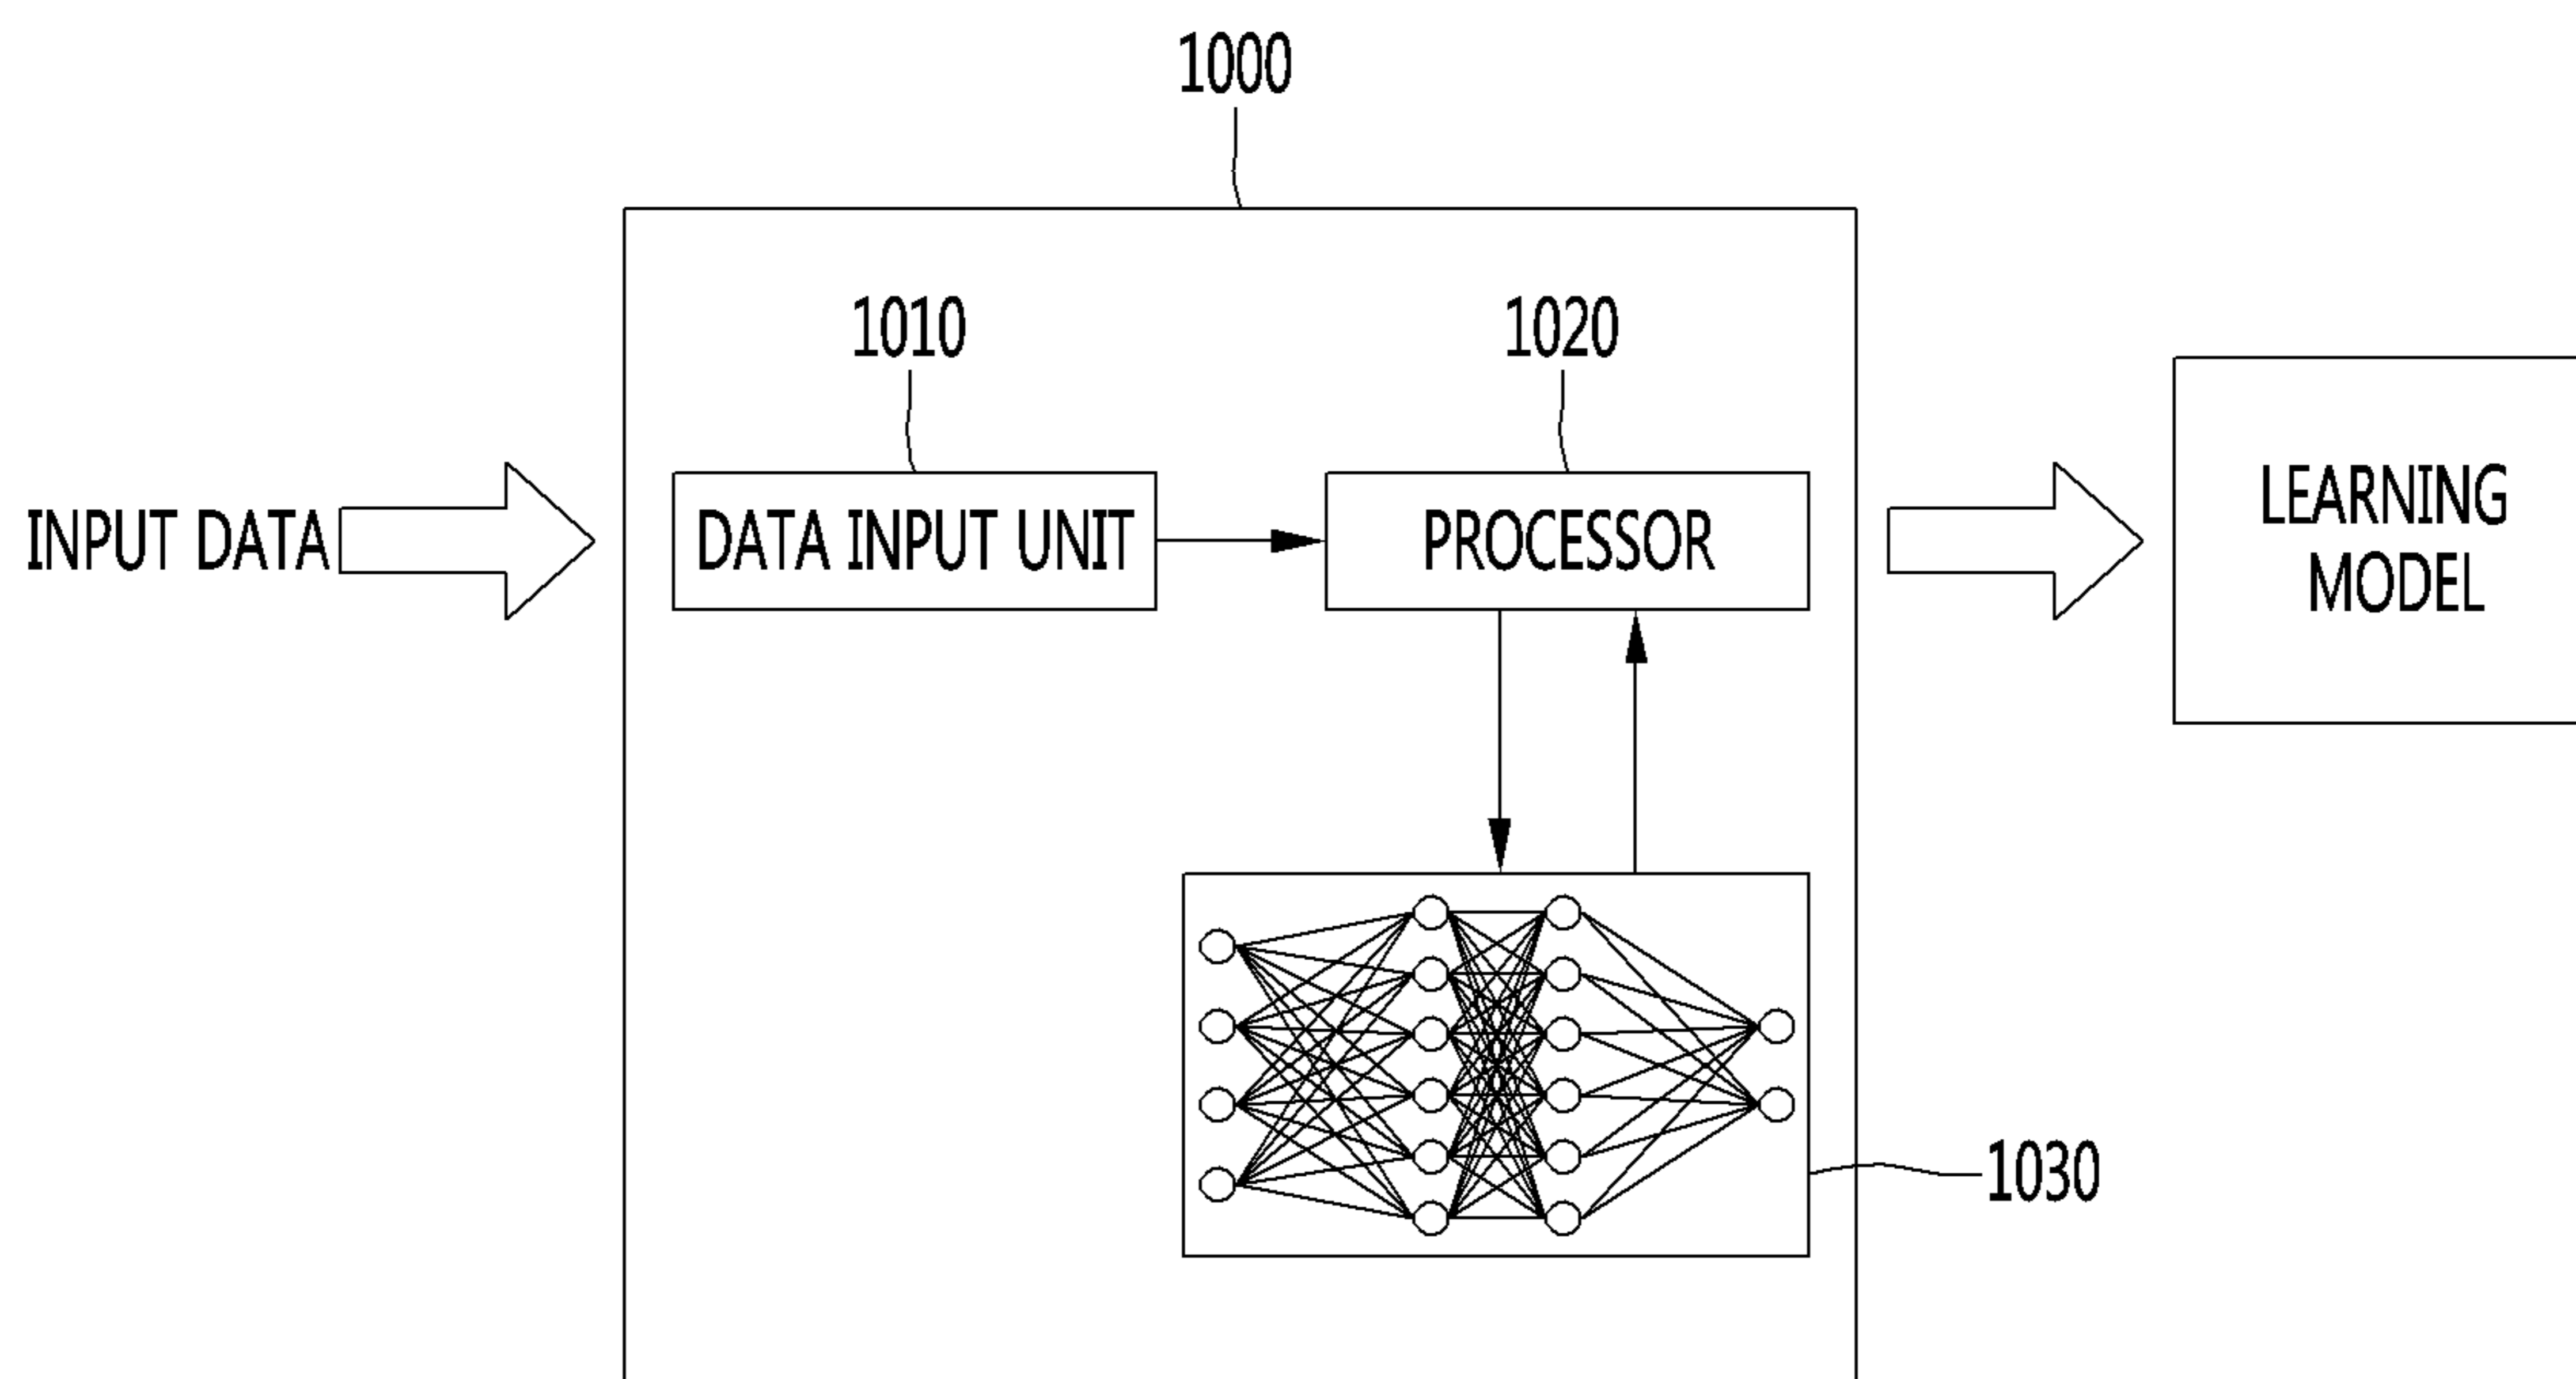 1000
1010
1020
INPUT DATA
DATA INPUT UNIT
PROCESSOR
LEARNING
MODEL
1030